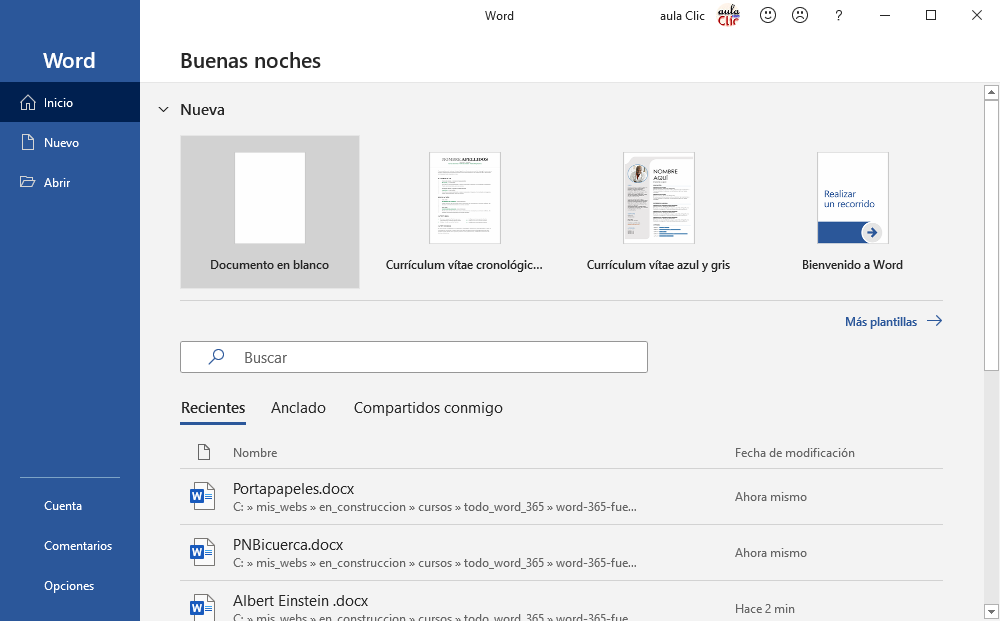 Word
aula Clic
aula Clic
?
Word
Buenas noches
Inicio
Nuevo
Abrir
Nueva
NOMBRE APELLIDOS
NOMBRE
AQUÍ
Realizar
un recorrido
Documento en blanco
Currículum vítae cronológic...
Currículum vítae azul y gris
Bienvenido a Word
Más plantillas
Buscar
Recientes
Anclado
Compartidos conmigo
Nombre
Fecha de modificación
Portapapeles.docx
C: » mis_webs » en_construccion » cursos » todo_word_365 » word-365-fue...
Ahora mismo
PNBicuerca.docx
C: » mis_webs » en_construccion » cursos » todo_word_365 » word-365-fue...
Ahora mismo
Albert Einstein .docx
C: » mis_webs » en_construccion » cursos » todo_word_365 » word-365-fue...
Hace 2 min
Cuenta
Comentarios
Opciones